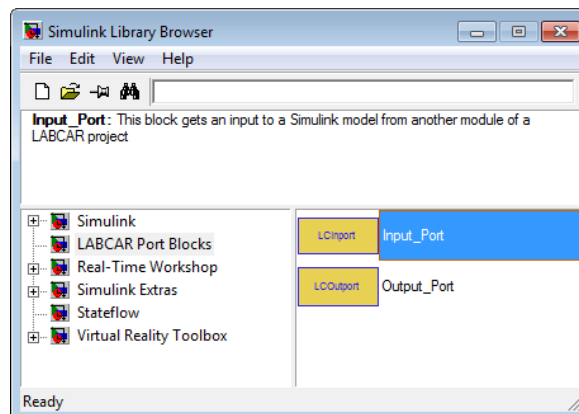 Simulink Library Browser
File Edit View Help
Input_Port: This block gets an input to a Simulink model from another module of a
LABCAR project
Simulink
LABCAR Port Blocks
Real-Time Workshop
Simulink Extras
Stateflow
Virtual Reality Toolbox
LCInport Input_Port
LCOutport Output_Port
Ready